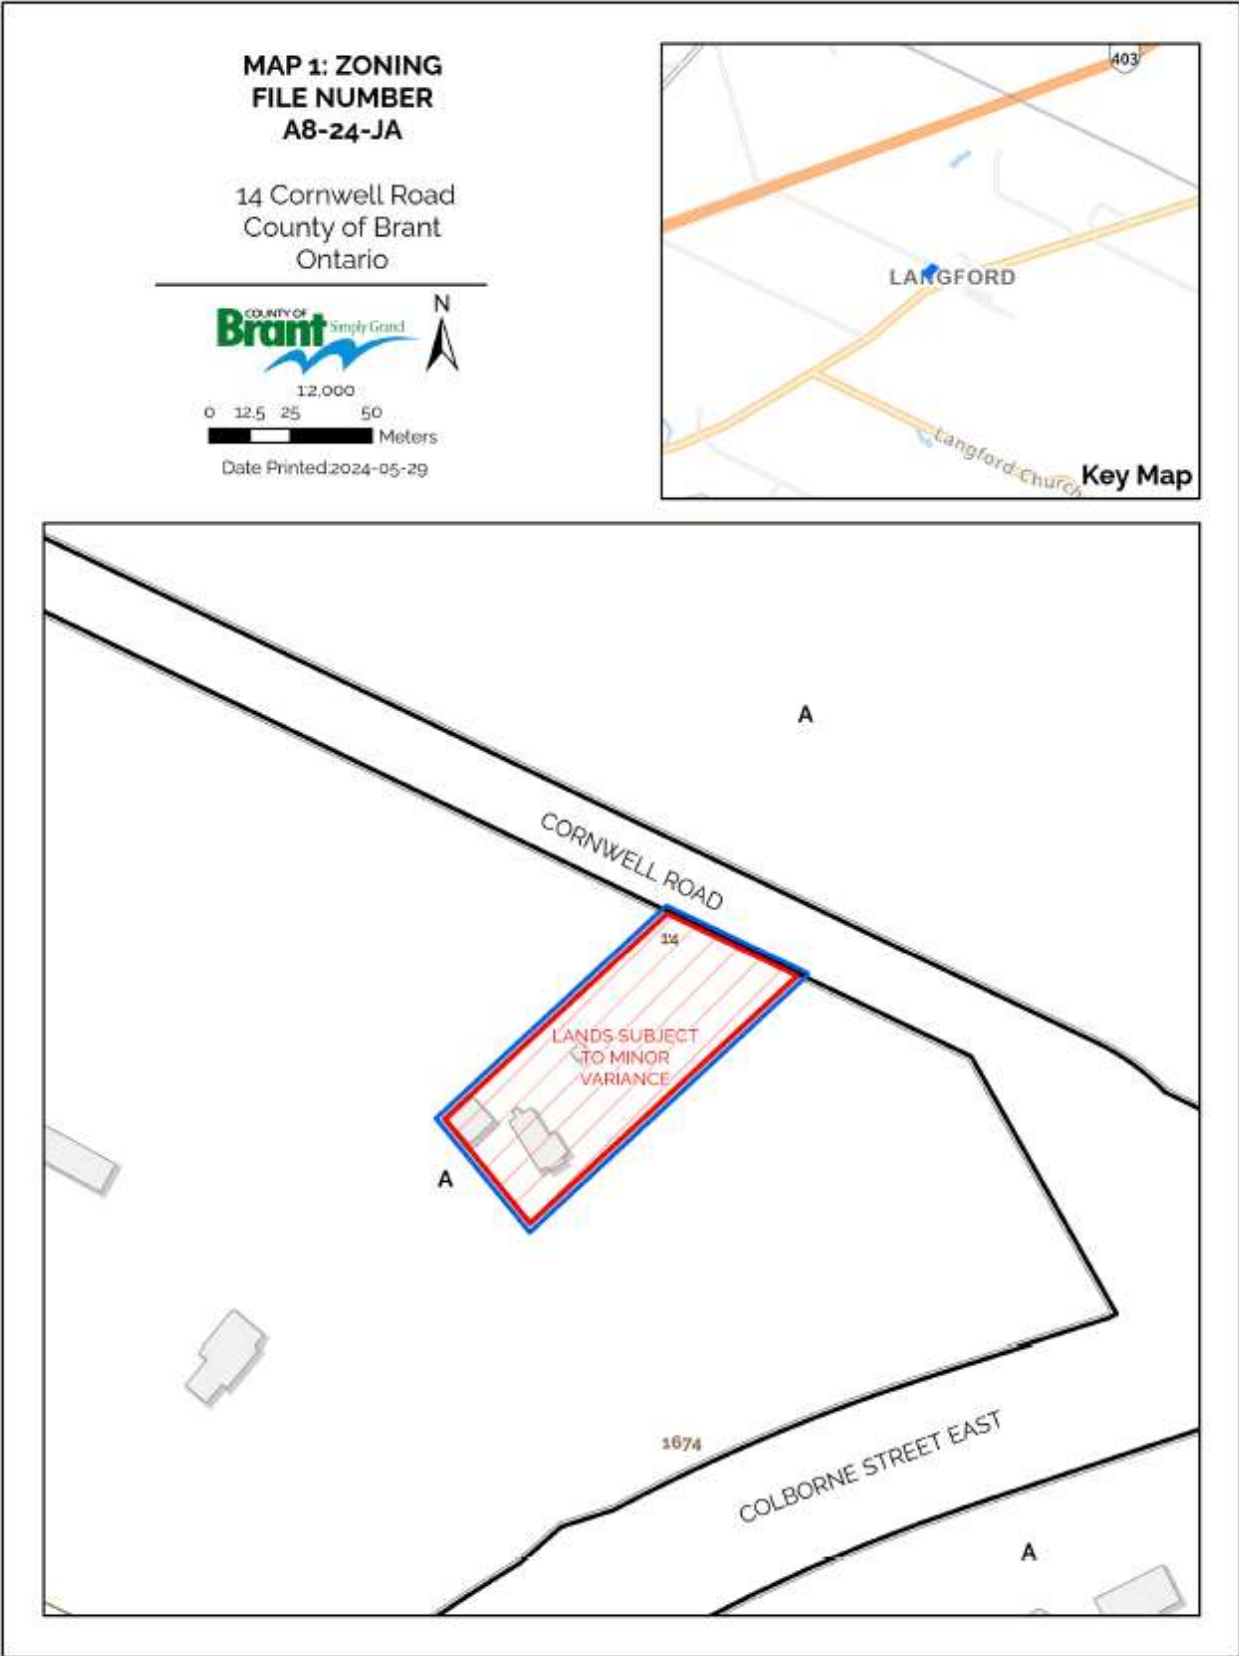 MAP 1: ZONING
FILE NUMBER
A8-24-JA
14 Cornwell Road
County of Brant
Ontario
COUNTY OF
Brant Simply Grand
N
1:2,000
0 12.5 25 50
Meters
Date Printed:2024-05-29
403
LANGFORD
Langford Church
Key Map
A
CORNWELL ROAD
14
LANDS SUBJECT
TO MINOR
VARIANCE
A
1674
COLBORNE STREET EAST
A